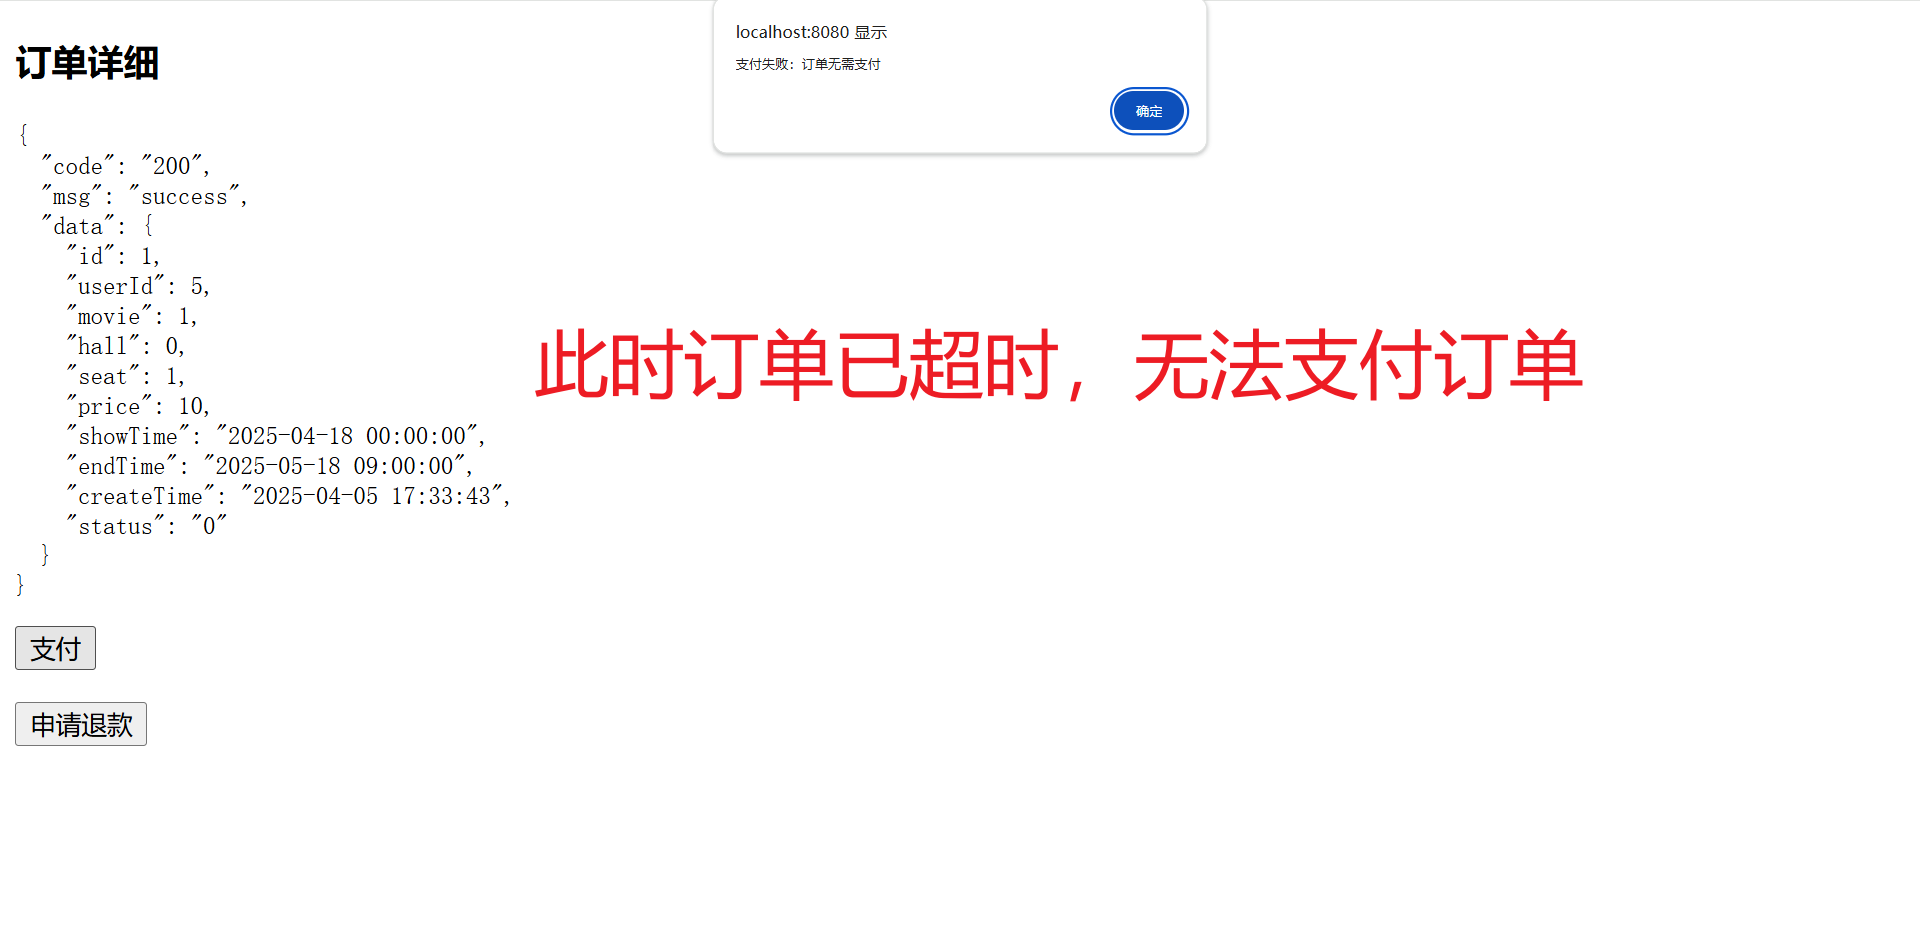 localhost:8080 显示
支付失败：订单无需支付
确定
订单详细
{
  "code": "200",
  "msg": "success",
  "data": {
    "id": 1,
    "userId": 5,
    "movie": 1,
    "hall": 0,
    "seat": 1,
    "price": 10,
    "showTime": "2025-04-18 00:00:00",
    "endTime": "2025-05-18 09:00:00",
    "createTime": "2025-04-05 17:33:43",
    "status": "0"
  }
}
此时订单已超时，无法支付订单
支付
申请退款